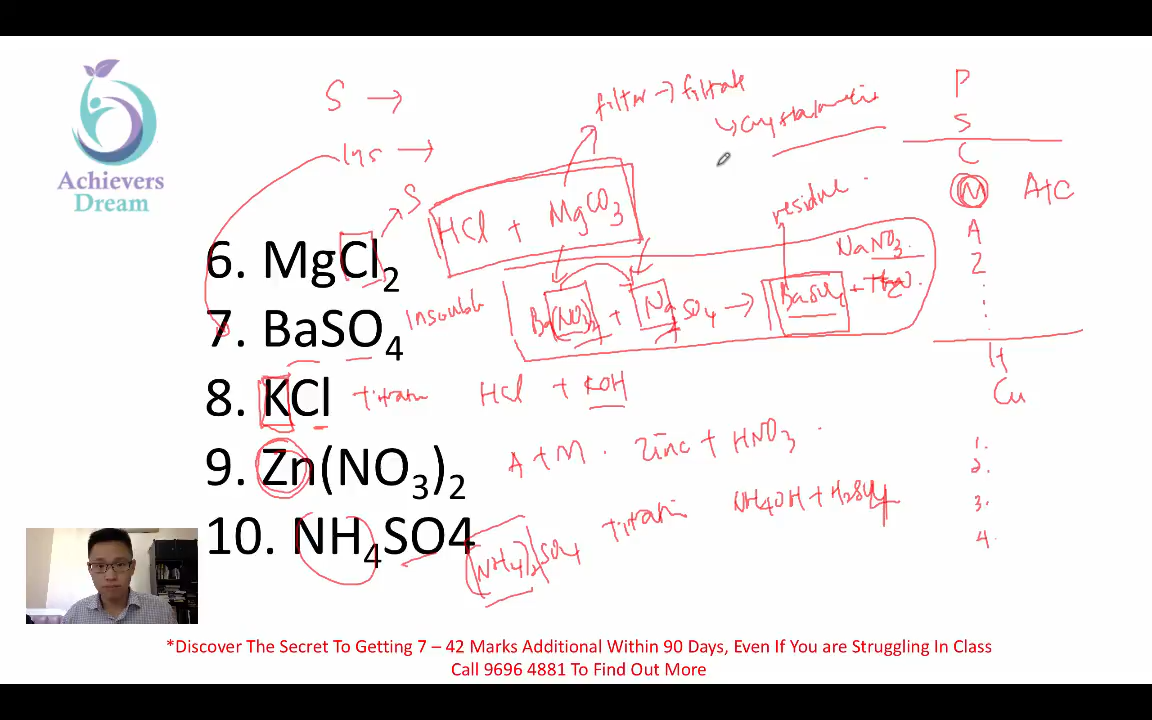 Achievers
Dream
S →
Iys →
S
filter → filtrate
crystallization
HCl + MgCO3
residue
P
S
C
M A+C
A
Z
H
Cu
6. MgCl2
Insoluble
Ba(NO3)2 + Na2SO4 → BaSO4 + NaNO3
7. BaSO4
8. KCl titration HCl + KOH
9. Zn(NO3)2 A + M . Zinc + HNO3
10. NH4SO4 (NH4)2SO4 titration NH4OH + H2SO4
1.
2.
3.
4.
*Discover The Secret To Getting 7 – 42 Marks Additional Within 90 Days, Even If You are Struggling In Class
Call 9696 4881 To Find Out More